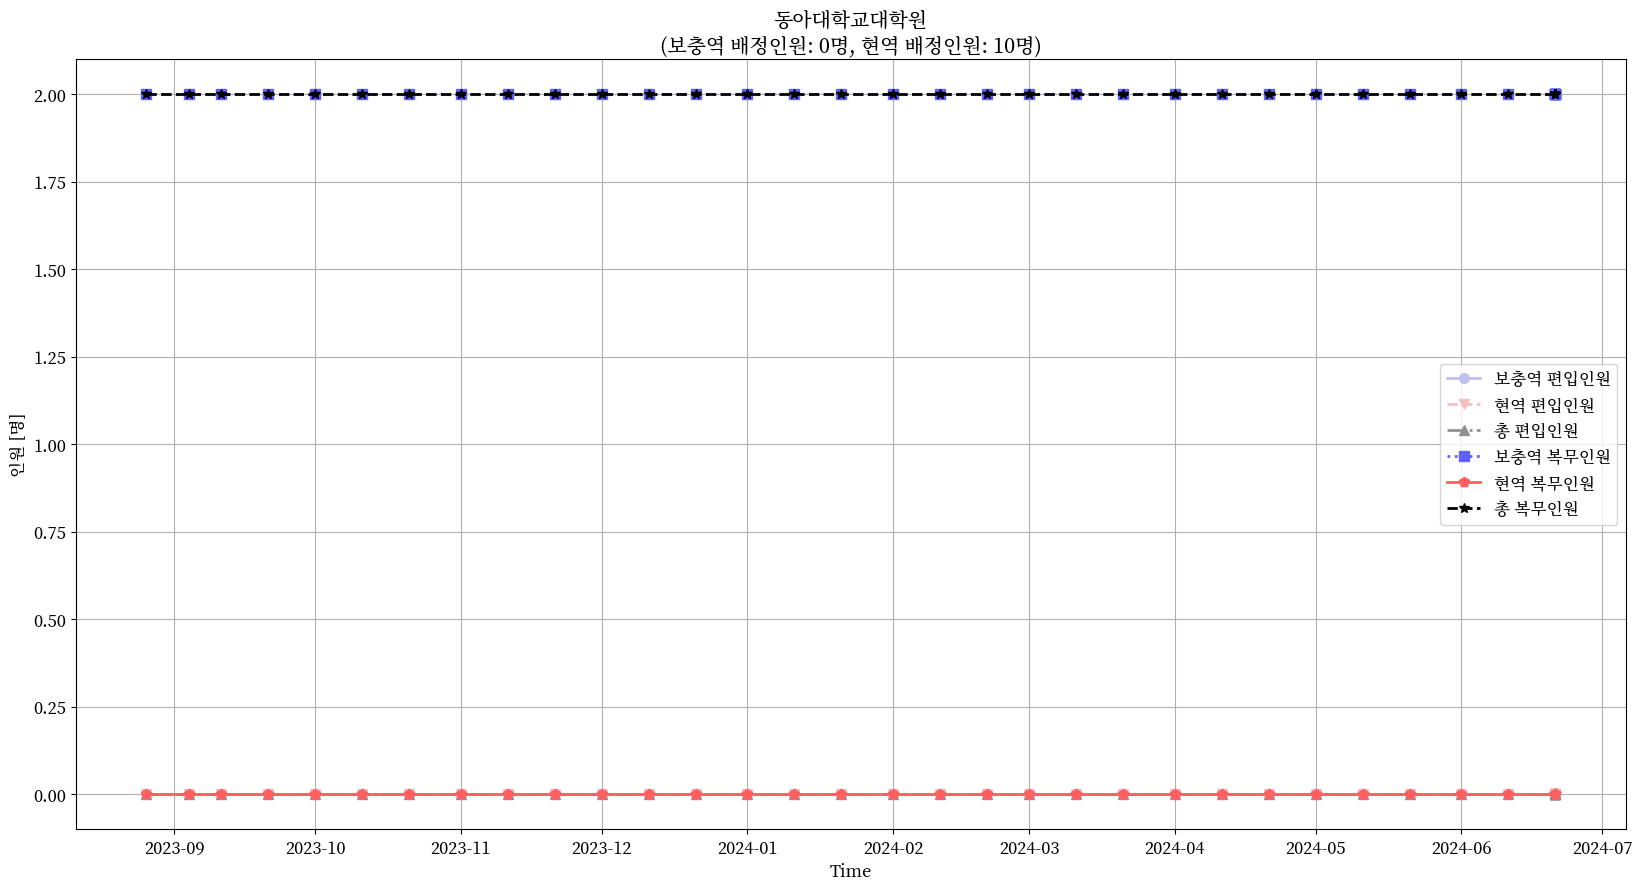 동아대학교대학원
(보충역 배정인원: 0명, 현역 배정인원: 10명)
인원 [명]
2.00
1.75
1.50
1.25
1.00
0.75
0.50
0.25
0.00
보충역 편입인원
현역 편입인원
총 편입인원
보충역 복무인원
현역 복무인원
총 복무인원
2023-09 2023-10 2023-11 2023-12 2024-01 2024-02 2024-03 2024-04 2024-05 2024-06 2024-07
Time